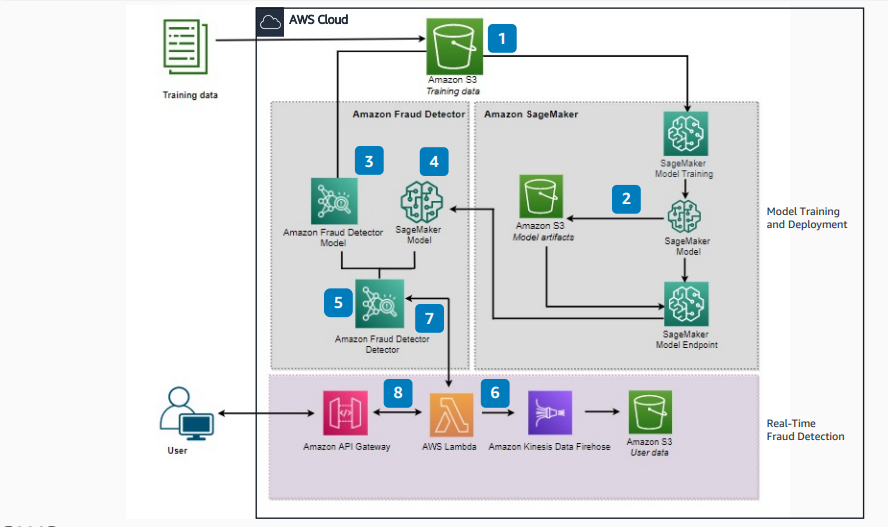 AWS Cloud
1
Amazon S3
Training data
Training data
Amazon Fraud Detector
Amazon SageMaker
SageMaker
Model Training
3
4
2
Amazon Fraud Detector
Model
SageMaker
Model
Amazon S3
Model artifacts
SageMaker
Model
Model Training
and Deployment
5
7
Amazon Fraud Detector
Detector
SageMaker
Model Endpoint
8
6
User
Amazon API Gateway
AWS Lambda
Amazon Kinesis Data Firehose
Amazon S3
User data
Real-Time
Fraud Detection